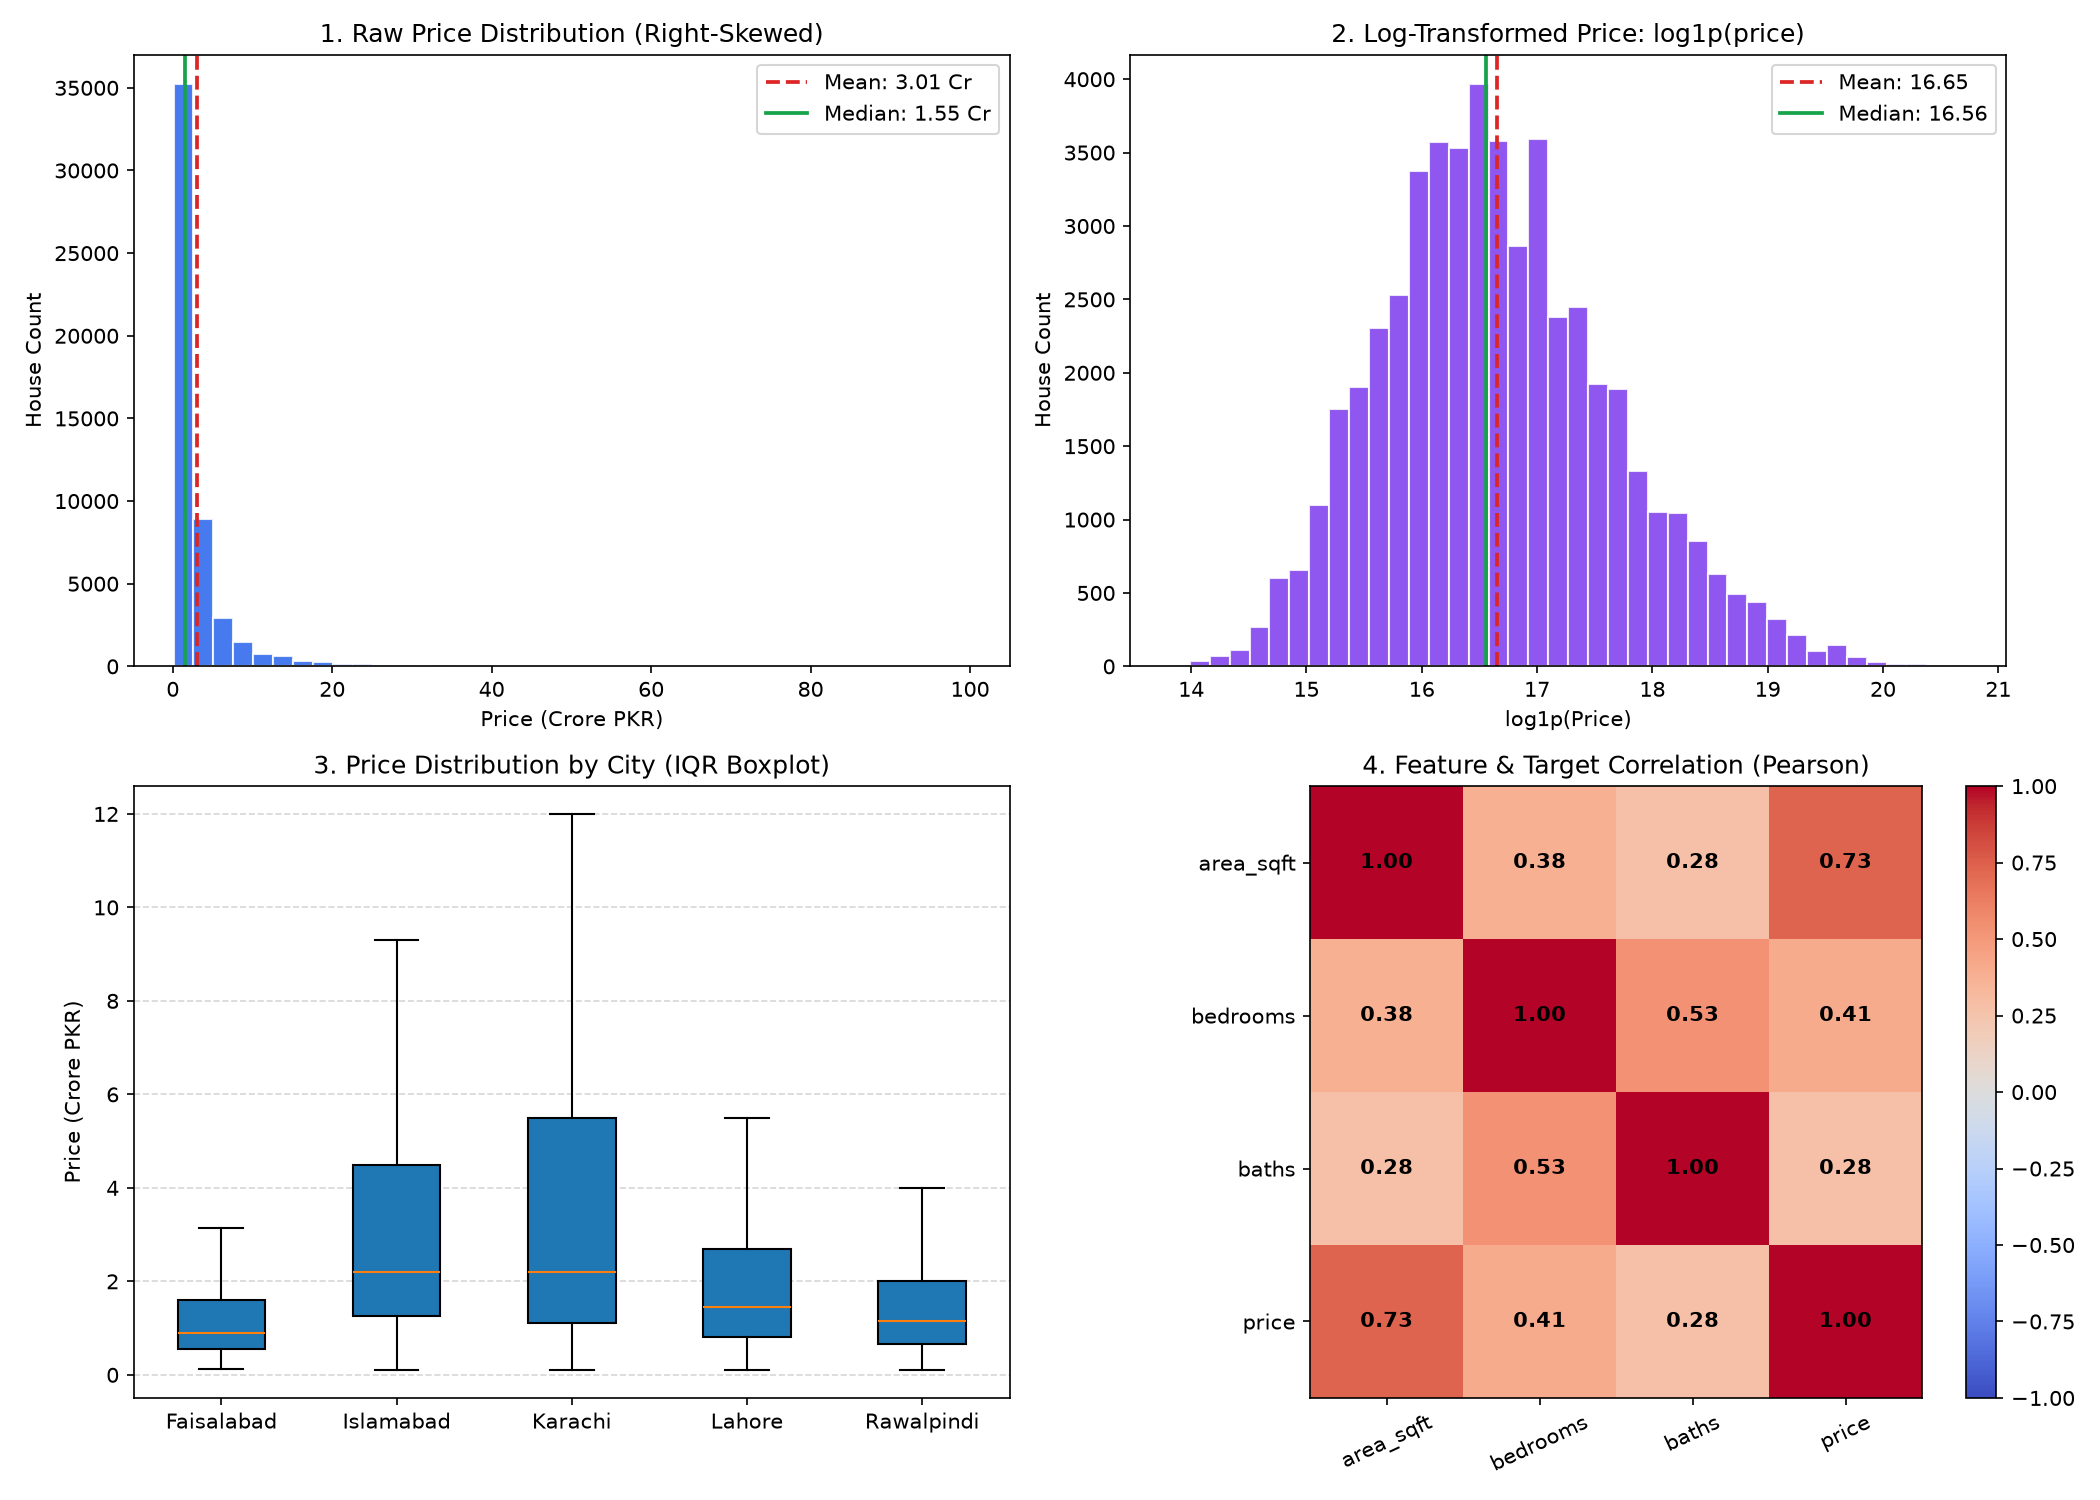 1. Raw Price Distribution (Right-Skewed)
House Count
35000
30000
25000
20000
15000
10000
5000
0
Mean: 3.01 Cr
Median: 1.55 Cr
0 20 40 60 80 100
Price (Crore PKR)
2. Log-Transformed Price: log1p(price)
House Count
4000
3500
3000
2500
2000
1500
1000
500
0
Mean: 16.65
Median: 16.56
14 15 16 17 18 19 20 21
log1p(Price)
3. Price Distribution by City (IQR Boxplot)
Price (Crore PKR)
12
10
8
6
4
2
0
Faisalabad Islamabad Karachi Lahore Rawalpindi
4. Feature & Target Correlation (Pearson)
area_sqft 1.00 0.38 0.28 0.73
bedrooms 0.38 1.00 0.53 0.41
baths 0.28 0.53 1.00 0.28
price 0.73 0.41 0.28 1.00
area_sqft bedrooms baths price
1.00
0.75
0.50
0.25
0.00
−0.25
−0.50
−0.75
−1.00